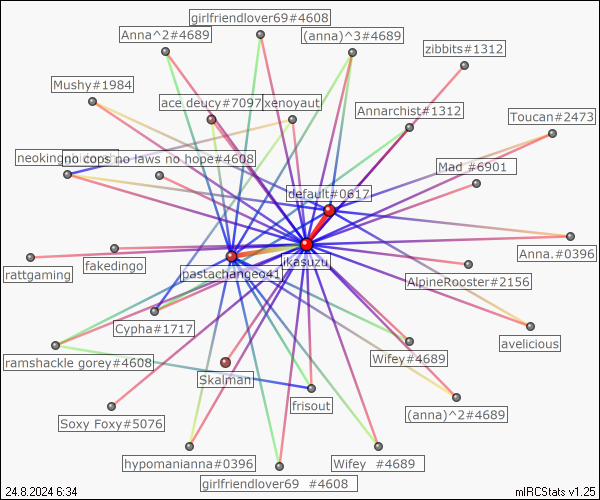 girlfriendlover69#4608
Anna^2#4689
(anna)^3#4689
zibbits#1312
Mushy#1984
ace deucy#7097
xenoyaut
Annarchist#1312
Toucan#2473
neoking
no cops no laws no hope#4608
Mad_#6901
default#0617
Anna.#0396
ikasuzu
rattgaming
fakedingo
pastachangeo41
AlpineRooster#2156
Cypha#1717
avelicious
ramshackle gorey#4608
Wifey#4689
Skalman
frisout
(anna)^2#4689
Soxy Foxy#5076
hypomanianna#0396
Wifey #4689
girlfriendlover69 #4608
24.8.2024 6:34
mIRCStats v1.25